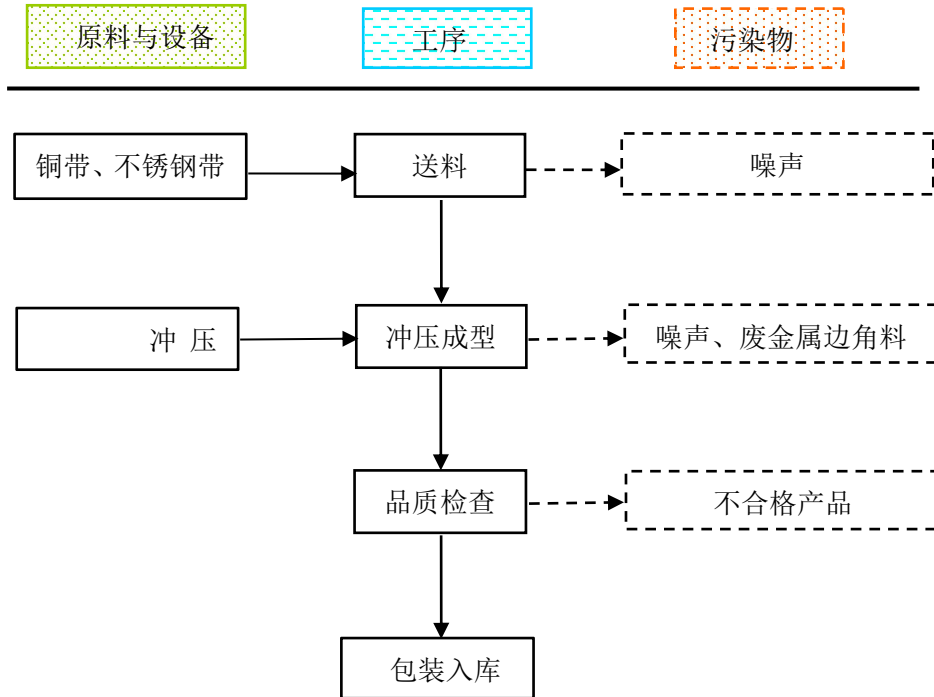 原料与设备
工序
污染物
铜带、不锈钢带
送料
噪声
冲 压
冲压成型
噪声、废金属边角料
品质检查
不合格产品
包装入库